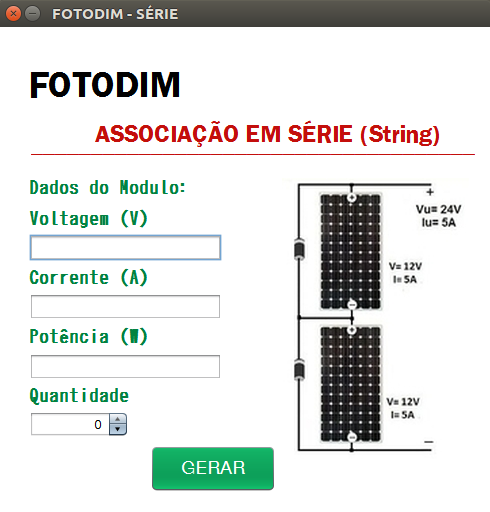 FOTODIM - SÉRIE
FOTODIM
ASSOCIAÇÃO EM SÉRIE (String)
Dados do Modulo:
Voltagem (V)
Corrente (A)
Potência (W)
Quantidade
0
GERAR
+
Vu= 24V
Iu= 5A
V= 12V
I= 5A
V= 12V
I= 5A